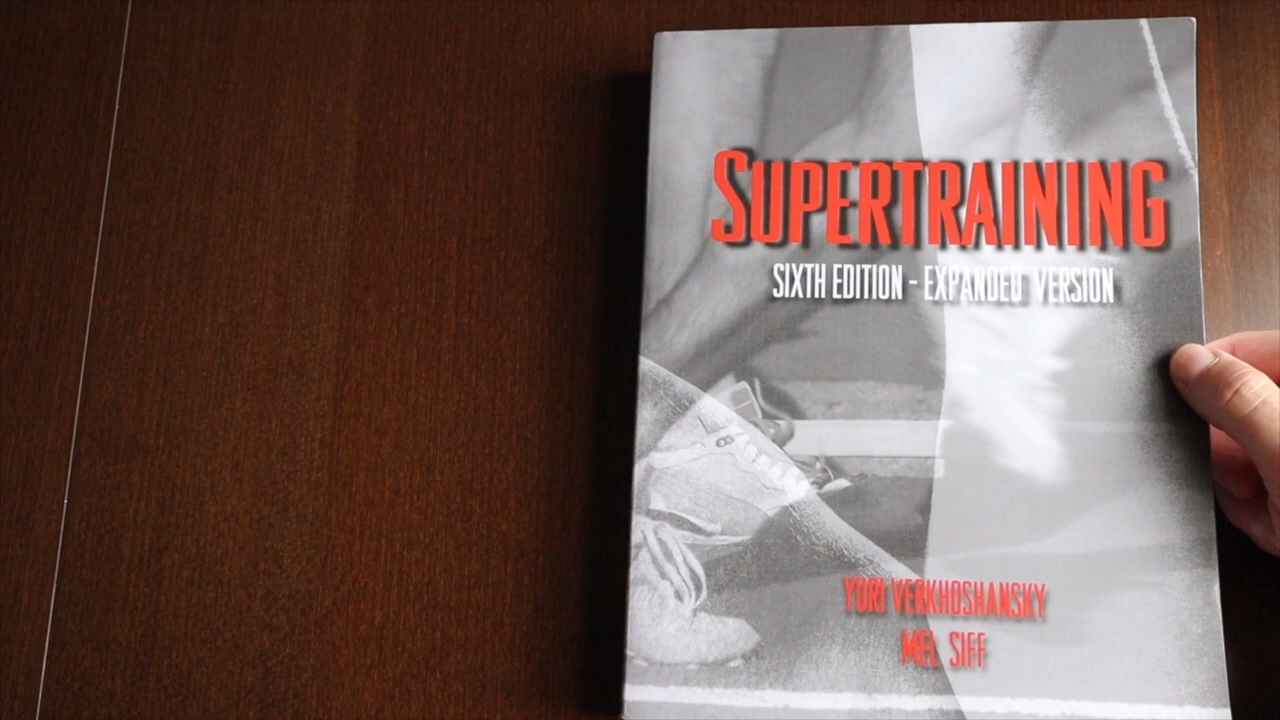 SUPERTRAINING
SIXTH EDITION - EXPANDED VERSION
YURI VERKHOSHANSKY
MEL SIFF